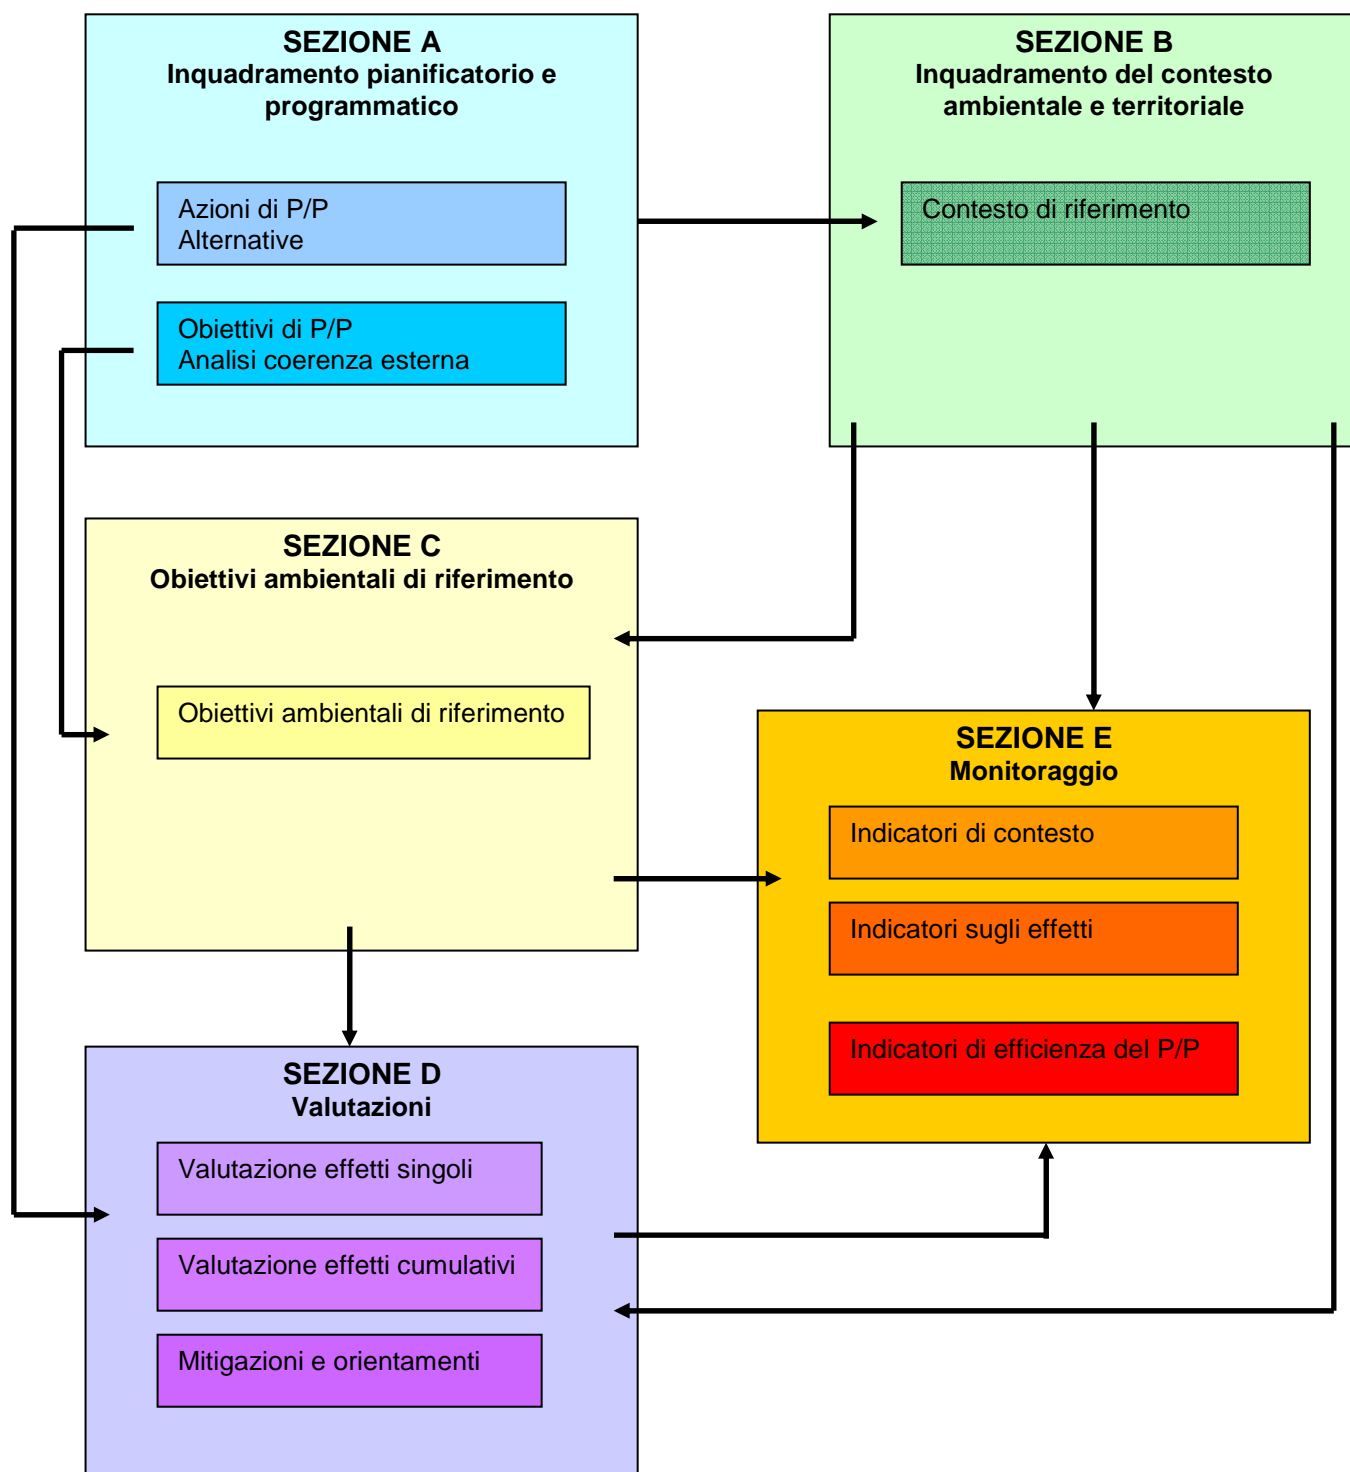 SEZIONE A
Inquadramento pianificatorio e
programmatico
Azioni di P/P
Alternative
Obiettivi di P/P
Analisi coerenza esterna
SEZIONE B
Inquadramento del contesto
ambientale e territoriale
Contesto di riferimento
SEZIONE C
Obiettivi ambientali di riferimento
Obiettivi ambientali di riferimento
SEZIONE E
Monitoraggio
Indicatori di contesto
Indicatori sugli effetti
Indicatori di efficienza del P/P
SEZIONE D
Valutazioni
Valutazione effetti singoli
Valutazione effetti cumulativi
Mitigazioni e orientamenti